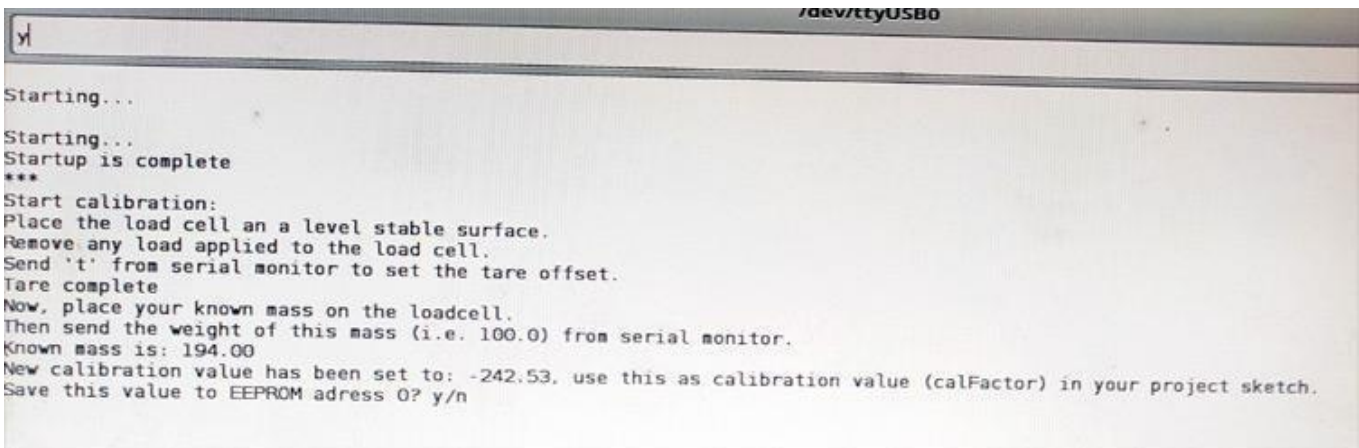 /dev/ttyUSB0
y
Starting...
Starting...
Startup is complete
***
Start calibration:
Place the load cell an a level stable surface.
Remove any load applied to the load cell.
Send 't' from serial monitor to set the tare offset.
Tare complete
Now, place your known mass on the loadcell.
Then send the weight of this mass (i.e. 100.0) from serial monitor.
Known mass is: 194.00
New calibration value has been set to: -242.53, use this as calibration value (calFactor) in your project sketch.
Save this value to EEPROM adress 0? y/n